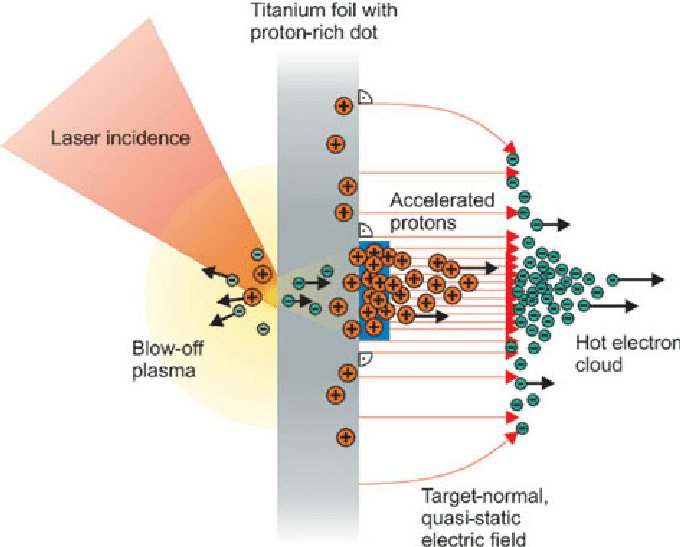 Titanium foil with
proton-rich dot
Laser incidence
Accelerated
protons
Blow-off
plasma
Hot electron
cloud
Target-normal,
quasi-static
electric field